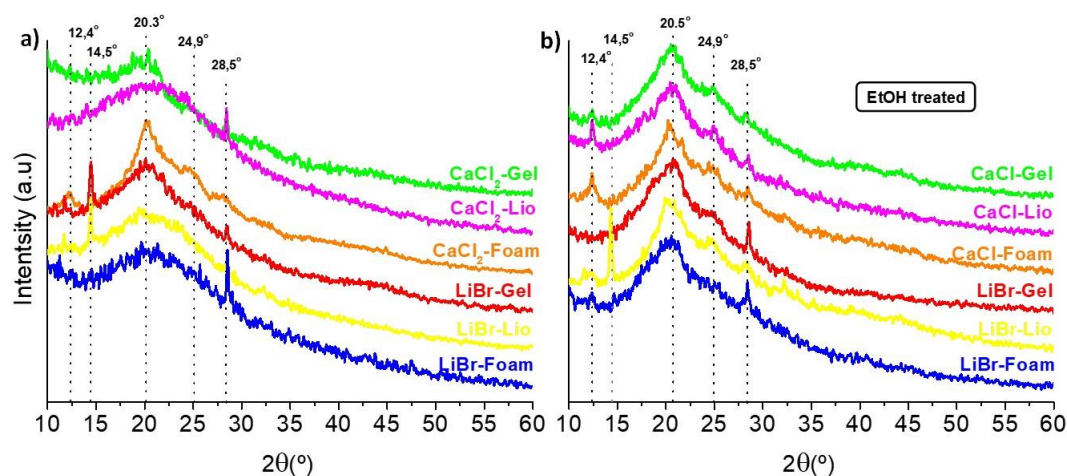 a)
12,4°
14,5°
20.3°
24,9°
28,5°
CaCl₂-Gel
CaCl₂-Lio
CaCl₂-Foam
LiBr-Gel
LiBr-Lio
LiBr-Foam
Intentsity (a.u)
10 15 20 25 30 35 40 45 50 55 60
2θ(º)
b)
12,4°
14,5°
20.5°
24,9°
28,5°
EtOH treated
CaCl-Gel
CaCl-Lio
CaCl-Foam
LiBr-Gel
LiBr-Lio
LiBr-Foam
10 15 20 25 30 35 40 45 50 55 60
2θ(º)